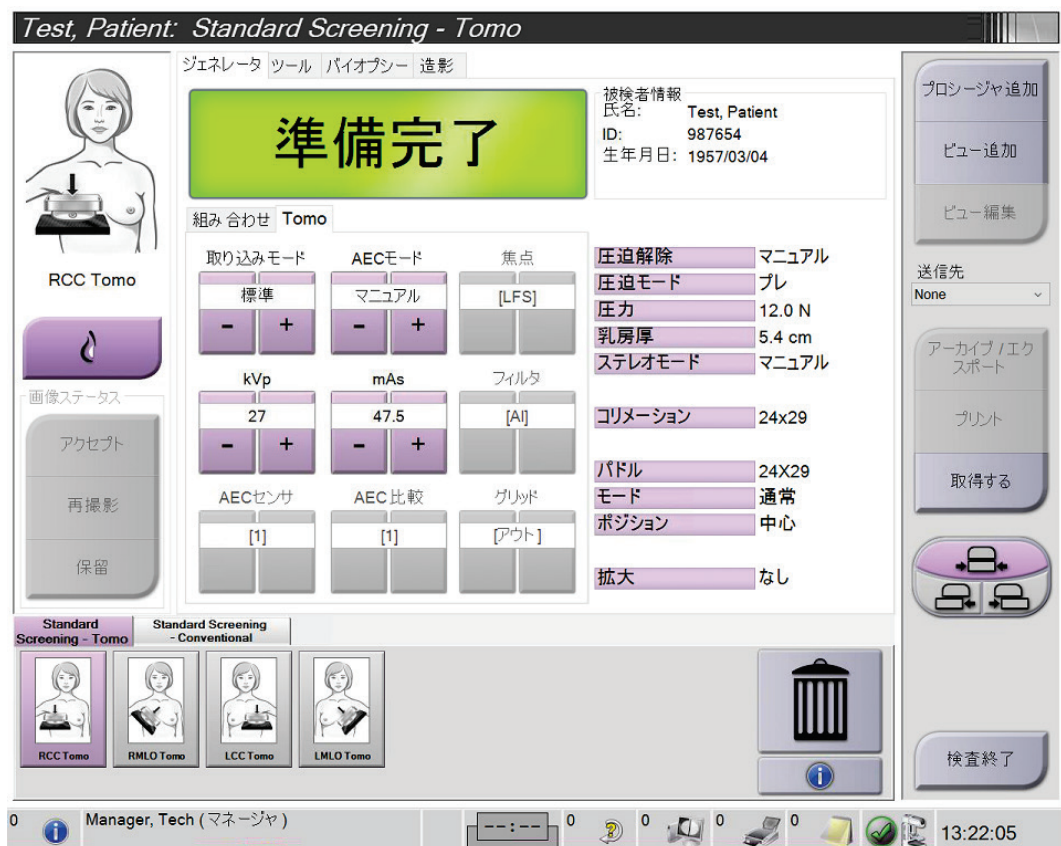 Test, Patient: Standard Screening - Tomo
RCC Tomo
画像ステータス
アクセプト
再撮影
保留
ジェネレータ ツール バイオプシー 造影
準備完了
被検者情報
氏名: Test, Patient
ID: 987654
生年月日: 1957/03/04
組み合わせ Tomo
取り込みモード AECモード 焦点
標準 マニュアル [LFS]
- + - +
kVp mAs フィルタ
27 47.5 [Al]
- + - +
AECセンサ AEC比較 グリッド
[1] [1] [アウト]
圧迫解除 マニュアル
圧迫モード プレ
圧力 12.0 N
乳房厚 5.4 cm
ステレオモード マニュアル
コリメーション 24x29
パドル 24X29
モード 通常
ポジション 中心
拡大 なし
プロシージャ追加
ビュー追加
ビュー編集
送信先
None
アーカイブ / エク
スポート
プリント
取得する
検査終了
Standard
Screening - Tomo
Standard Screening
- Conventional
RCC Tomo RMLO Tomo LCC Tomo LMLO Tomo
0 Manager, Tech (マネージャ) --:-- 0 0 0 0 13:22:05